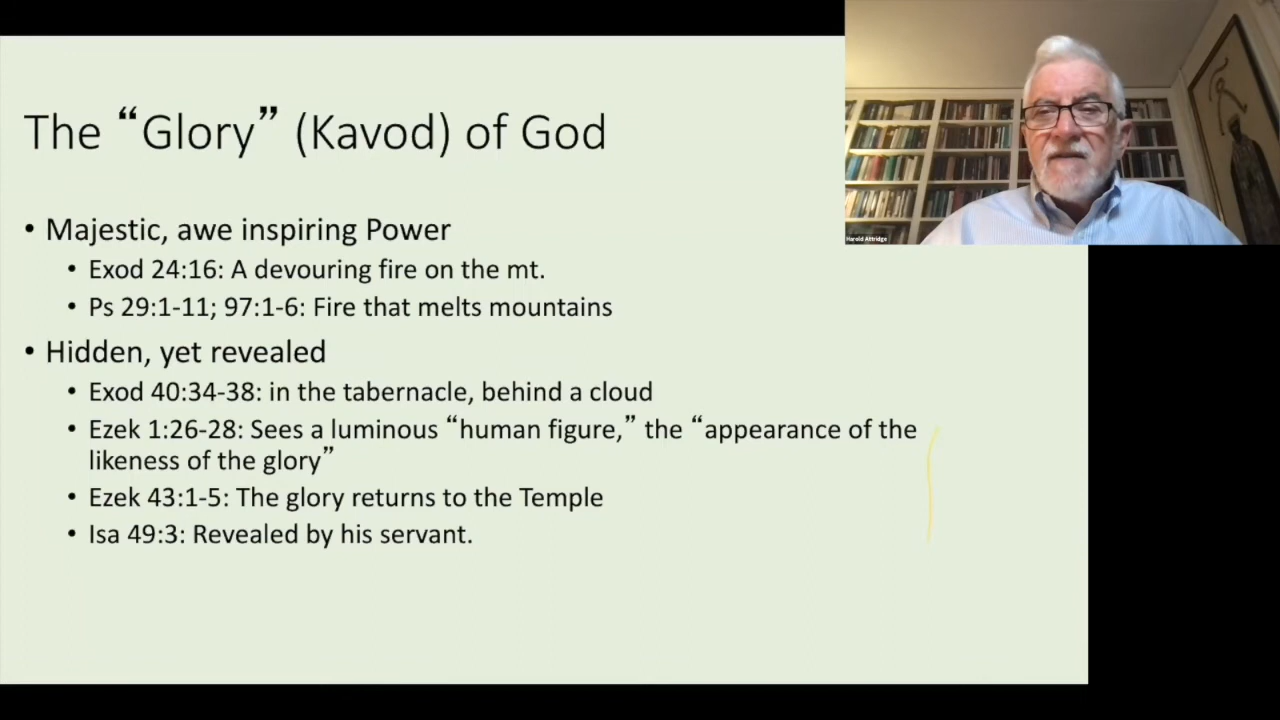 The “Glory” (Kavod) of God
• Majestic, awe inspiring Power
• Exod 24:16: A devouring fire on the mt.
• Ps 29:1-11; 97:1-6: Fire that melts mountains
• Hidden, yet revealed
• Exod 40:34-38: in the tabernacle, behind a cloud
• Ezek 1:26-28: Sees a luminous “human figure,” the “appearance of the
likeness of the glory”
• Ezek 43:1-5: The glory returns to the Temple
• Isa 49:3: Revealed by his servant.
Harold Attridge